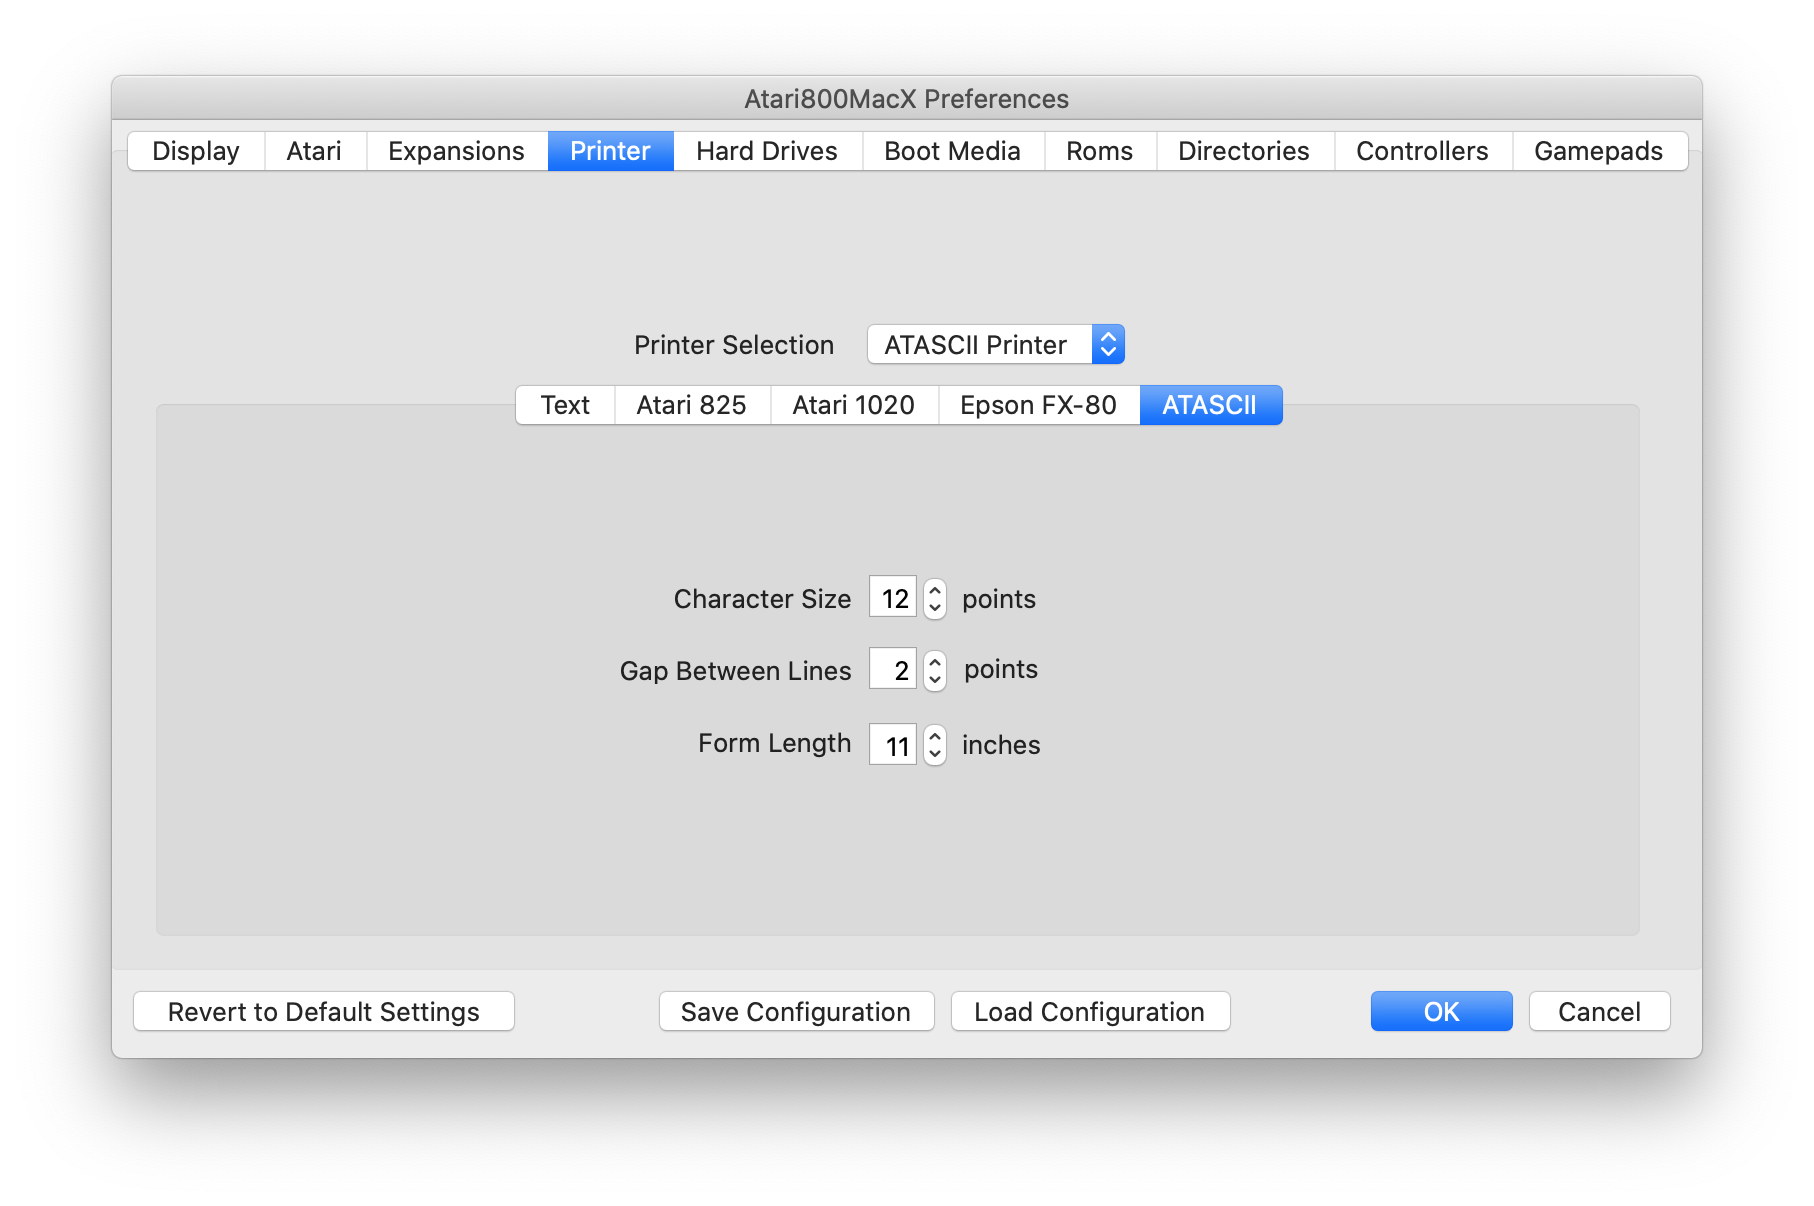 Atari800MacX Preferences
Display Atari Expansions Printer Hard Drives Boot Media Roms Directories Controllers Gamepads
Printer Selection ATASCII Printer
Text Atari 825 Atari 1020 Epson FX-80 ATASCII
Character Size 12 points
Gap Between Lines 2 points
Form Length 11 inches
Revert to Default Settings Save Configuration Load Configuration OK Cancel